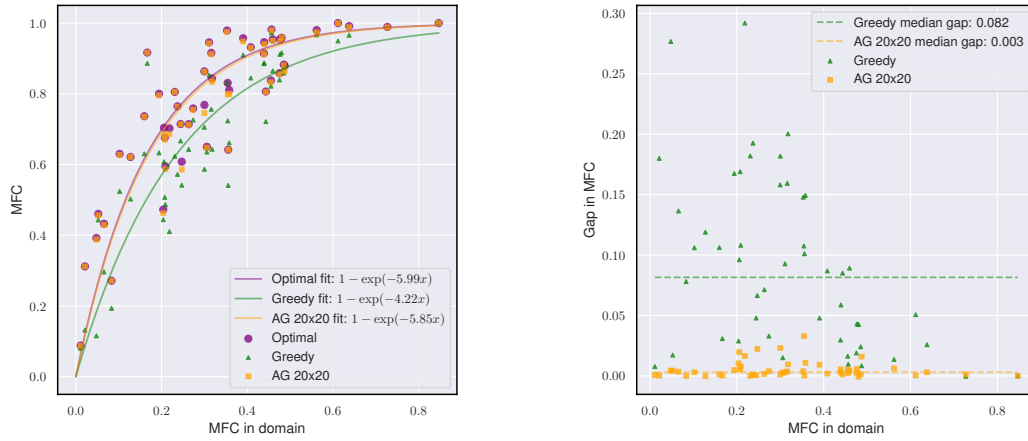 1.0
0.8
0.6
0.4
0.2
0.0
MFC
0.0 0.2 0.4 0.6 0.8
MFC in domain
Optimal fit: 1 − exp(−5.99x)
Greedy fit: 1 − exp(−4.22x)
AG 20x20 fit: 1 − exp(−5.85x)
Optimal
Greedy
AG 20x20
0.30
0.25
0.20
0.15
0.10
0.05
0.00
Gap in MFC
0.0 0.2 0.4 0.6 0.8
MFC in domain
Greedy median gap: 0.082
AG 20x20 median gap: 0.003
Greedy
AG 20x20